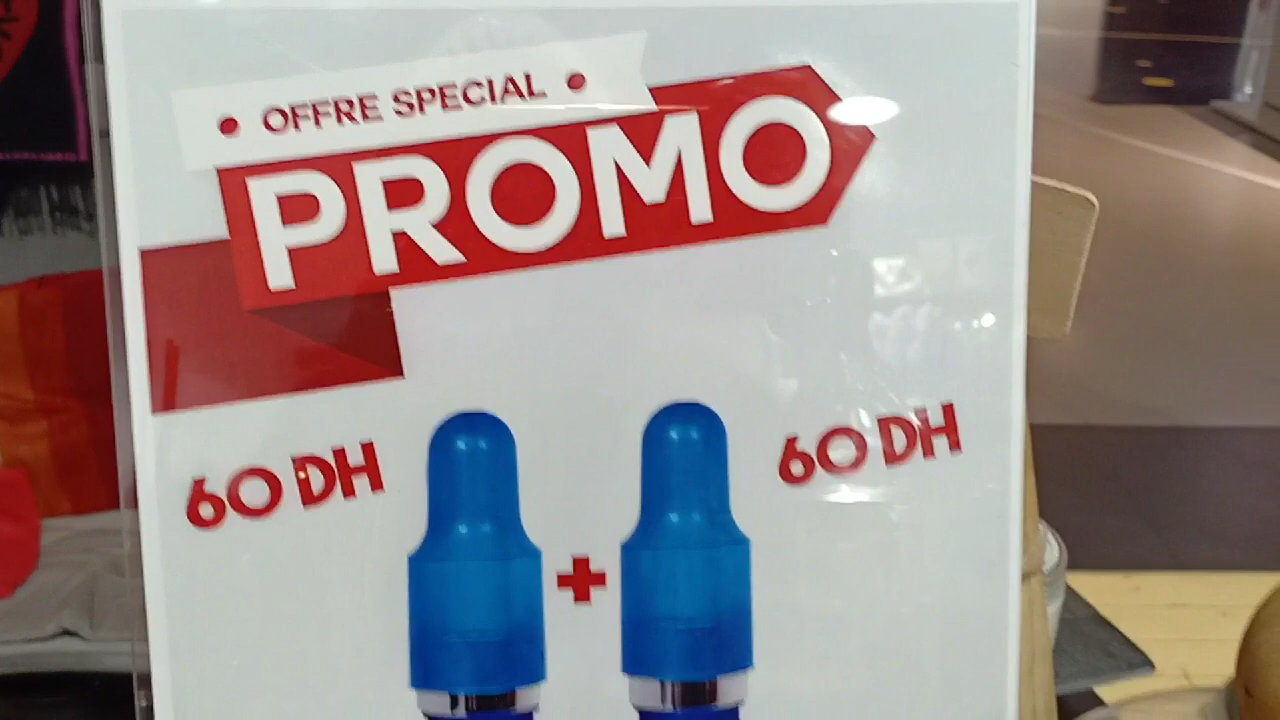 • OFFRE SPECIAL •
PROMO
60 DH
60 DH
+